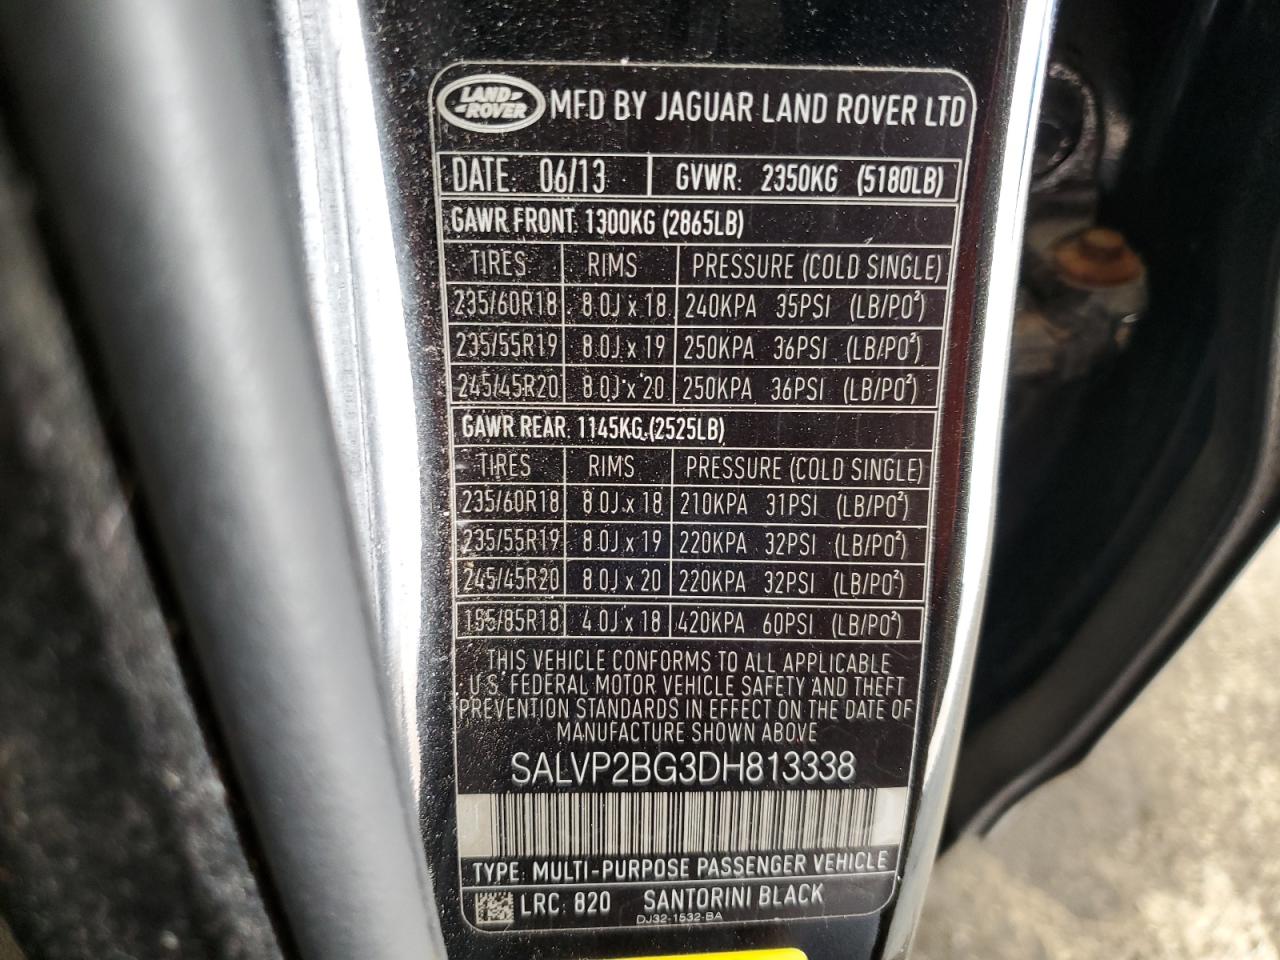 LAND ROVER MFD BY JAGUAR LAND ROVER LTD
DATE: 06/13 GVWR: 2350KG (5180LB)
GAWR FRONT: 1300KG (2865LB)
TIRES RIMS PRESSURE (COLD SINGLE)
235/60R18 8.0J x 18 240KPA 35PSI (LB/PO²)
235/55R19 8.0J x 19 250KPA 36PSI (LB/PO²)
245/45R20 8.0J x 20 250KPA 36PSI (LB/PO²)
GAWR REAR: 1145KG (2525LB)
TIRES RIMS PRESSURE (COLD SINGLE)
235/60R18 8.0J x 18 210KPA 31PSI (LB/PO²)
235/55R19 8.0J x 19 220KPA 32PSI (LB/PO²)
245/45R20 8.0J x 20 220KPA 32PSI (LB/PO²)
155/85R18 4.0J x 18 420KPA 60PSI (LB/PO²)
THIS VEHICLE CONFORMS TO ALL APPLICABLE
U.S. FEDERAL MOTOR VEHICLE SAFETY AND THEFT
PREVENTION STANDARDS IN EFFECT ON THE DATE OF
MANUFACTURE SHOWN ABOVE
SALVP2BG3DH813338
TYPE: MULTI-PURPOSE PASSENGER VEHICLE
LRC: 820 SANTORINI BLACK
DJ32-1532-BA